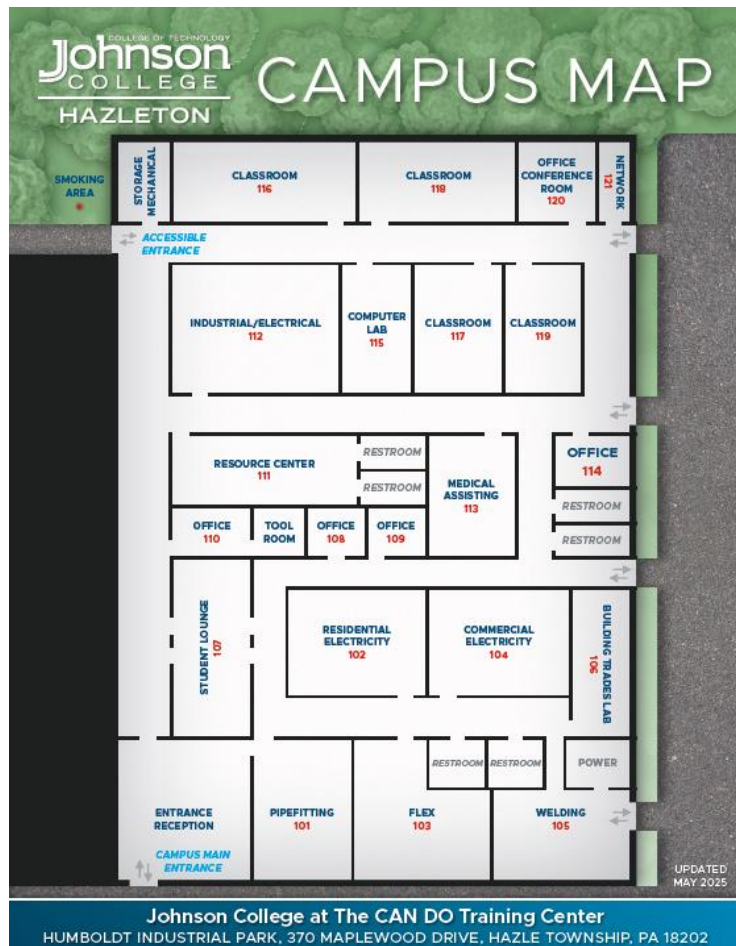 COLLEGE OF TECHNOLOGY
Johnson
COLLEGE
HAZLETON
CAMPUS MAP
SMOKING
AREA
STORAGE
MECHANICAL
CLASSROOM
116
CLASSROOM
118
OFFICE
CONFERENCE
ROOM
120
NETWORK
121
ACCESSIBLE
ENTRANCE
INDUSTRIAL/ELECTRICAL
112
COMPUTER
LAB
115
CLASSROOM
117
CLASSROOM
119
RESOURCE CENTER
111
RESTROOM
RESTROOM
MEDICAL
ASSISTING
113
OFFICE
114
RESTROOM
RESTROOM
OFFICE
110
TOOL
ROOM
OFFICE
108
OFFICE
109
STUDENT LOUNGE
107
RESIDENTIAL
ELECTRICITY
102
COMMERCIAL
ELECTRICITY
104
BUILDING TRADES LAB
106
RESTROOM
RESTROOM
POWER
ENTRANCE
RECEPTION
PIPEFITTING
101
FLEX
103
WELDING
105
CAMPUS MAIN
ENTRANCE
UPDATED
MAY 2025
Johnson College at The CAN DO Training Center
HUMBOLDT INDUSTRIAL PARK, 370 MAPLEWOOD DRIVE, HAZLE TOWNSHIP, PA 18202